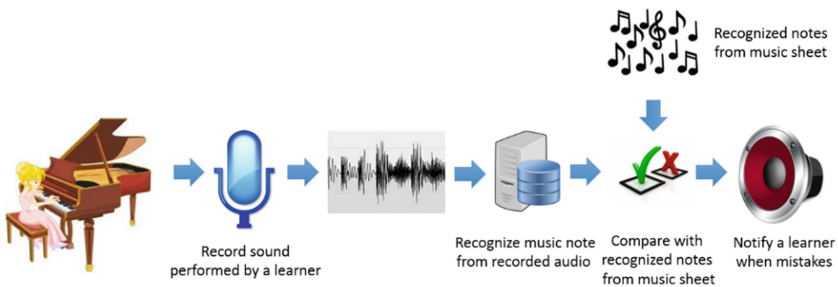 Recognized notes
from music sheet
Record sound
performed by a learner
Recognize music note
from recorded audio
Compare with
recognized notes
from music sheet
Notify a learner
when mistakes